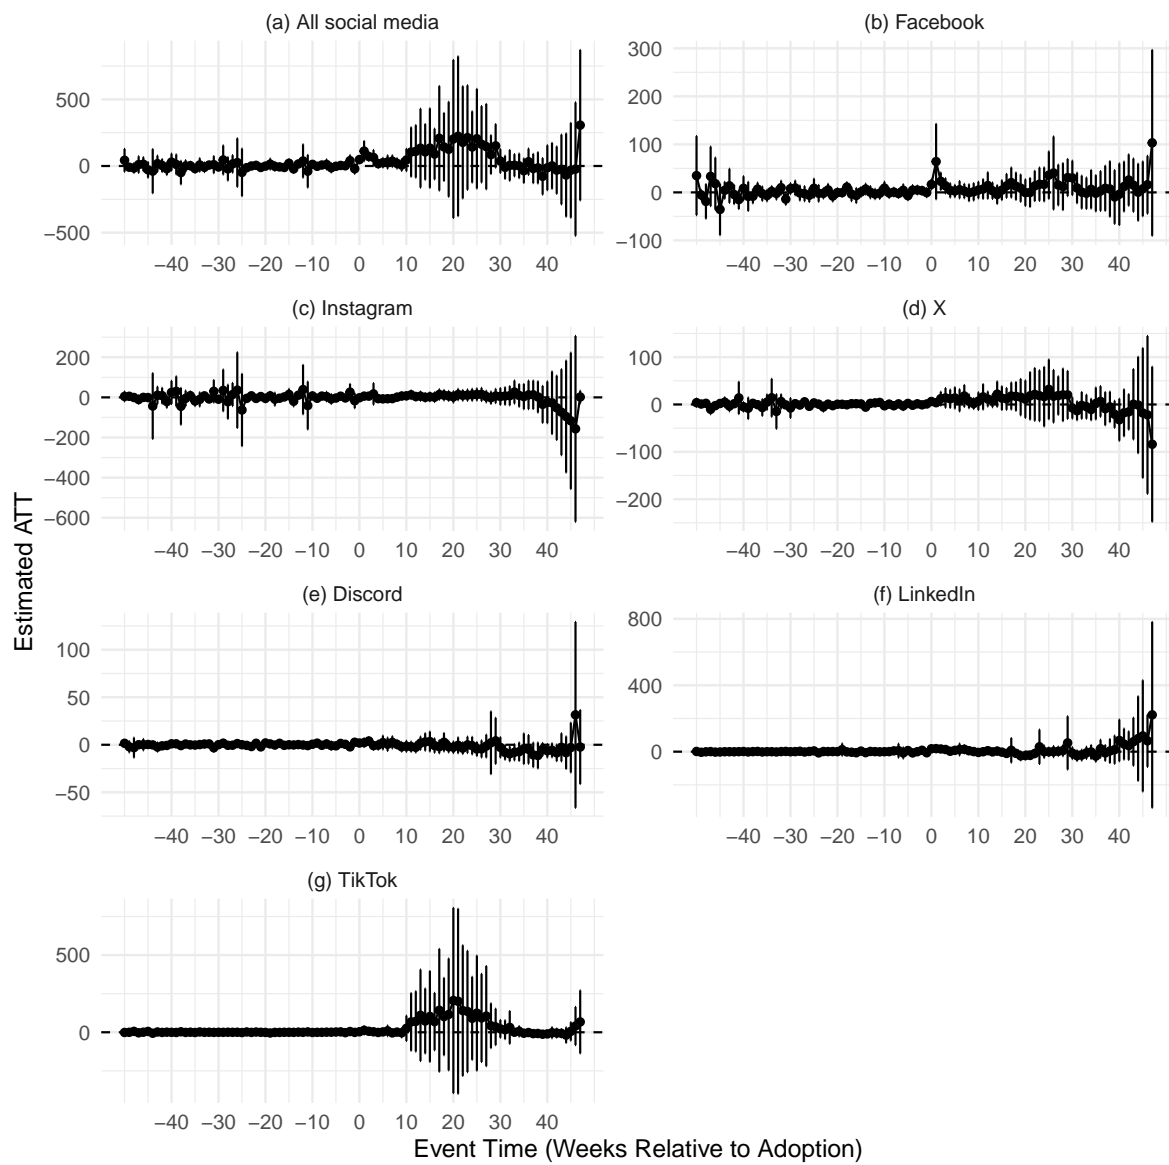 (a) All social media
(b) Facebook
500
0
−500
−40 −30 −20 −10 0 10 20 30 40
300
200
100
0
−100
−40 −30 −20 −10 0 10 20 30 40
(c) Instagram
(d) X
200
0
−200
−400
−600
−40 −30 −20 −10 0 10 20 30 40
100
0
−100
−200
−40 −30 −20 −10 0 10 20 30 40
(e) Discord
(f) LinkedIn
100
50
0
−50
−40 −30 −20 −10 0 10 20 30 40
800
400
0
−40 −30 −20 −10 0 10 20 30 40
(g) TikTok
500
0
−40 −30 −20 −10 0 10 20 30 40
Estimated ATT
Event Time (Weeks Relative to Adoption)